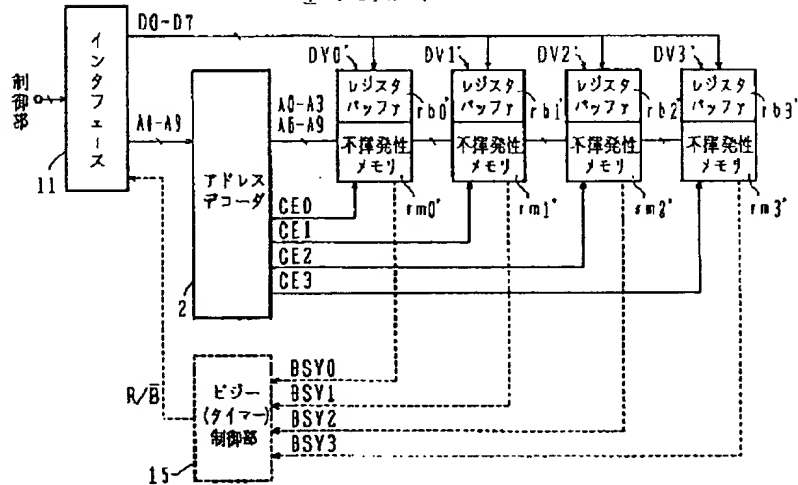 D0-D7
インタフェース
制御部
11
A0-A9
アドレスデコーダ
2
A0-A3
A6-A9
CE0
CE1
CE2
CE3
DV0'
レジスタ
バッファ
rb0'
不揮発性
メモリ
rm0'
DV1'
レジスタ
バッファ
rb1'
不揮発性
メモリ
rm1'
DV2'
レジスタ
バッファ
rb2'
不揮発性
メモリ
rm2'
DV3'
レジスタ
バッファ
rb3'
不揮発性
メモリ
rm3'
R/B̅
ビジー
(タイマー)
制御部
15
BSY0
BSY1
BSY2
BSY3